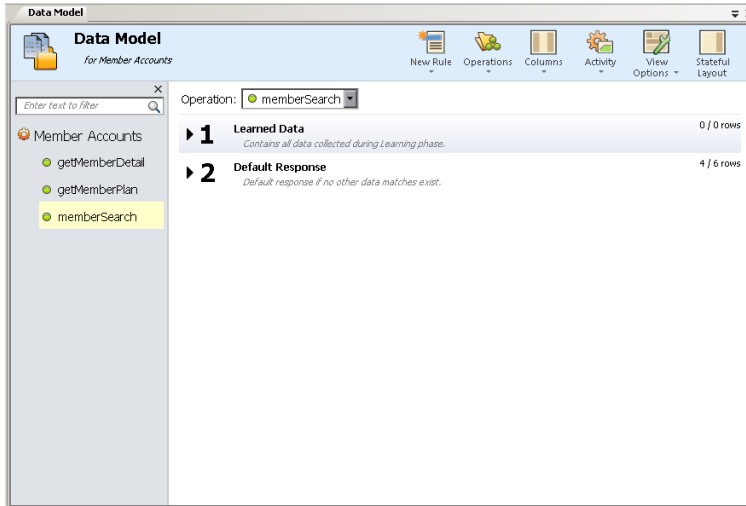 Data Model
Data Model
for Member Accounts
New Rule
Operations
Columns
Activity
View
Options
Stateful
Layout
Enter text to filter
Member Accounts
getMemberDetail
getMemberPlan
memberSearch
Operation: memberSearch
1 Learned Data 0 / 0 rows
Contains all data collected during Learning phase.
2 Default Response 4 / 6 rows
Default response if no other data matches exist.